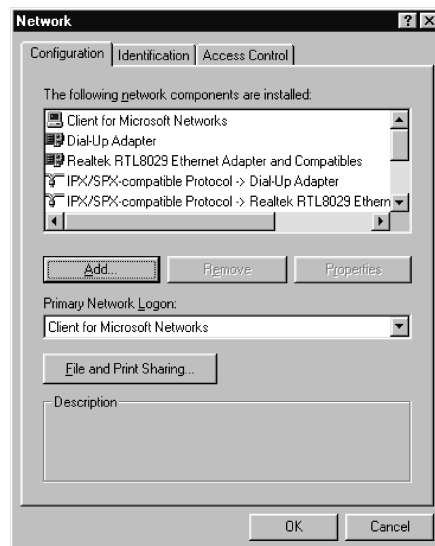 Network
Configuration Identification Access Control
The following network components are installed:
Client for Microsoft Networks
Dial-Up Adapter
Realtek RTL8029 Ethernet Adapter and Compatibles
IPX/SPX-compatible Protocol -> Dial-Up Adapter
IPX/SPX-compatible Protocol -> Realtek RTL8029 Ethern
Add... Remove Properties
Primary Network Logon:
Client for Microsoft Networks
File and Print Sharing...
Description
OK Cancel